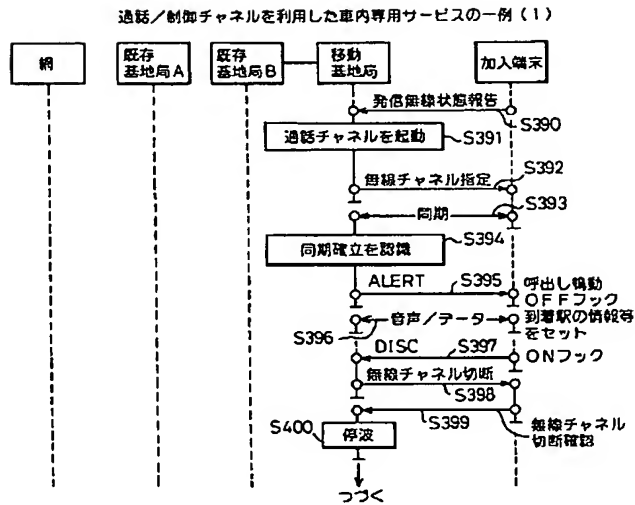 通話/制御チャネルを利用した車内専用サービスの一例(1)
網
既存
基地局A
既存
基地局B
移動
基地局
加入端末
発信無線状態報告
S390
通話チャネルを起動
S391
S392
無線チャネル指定
S393
同期
S394
同期確立を認識
ALERT
S395
呼出し鳴動
OFFフック
音声/データ
到着駅の情報等
をセット
S396
DISC
S397
ONフック
無線チャネル切断
S398
S399
無線チャネル
切断確認
S400
停波
つづく